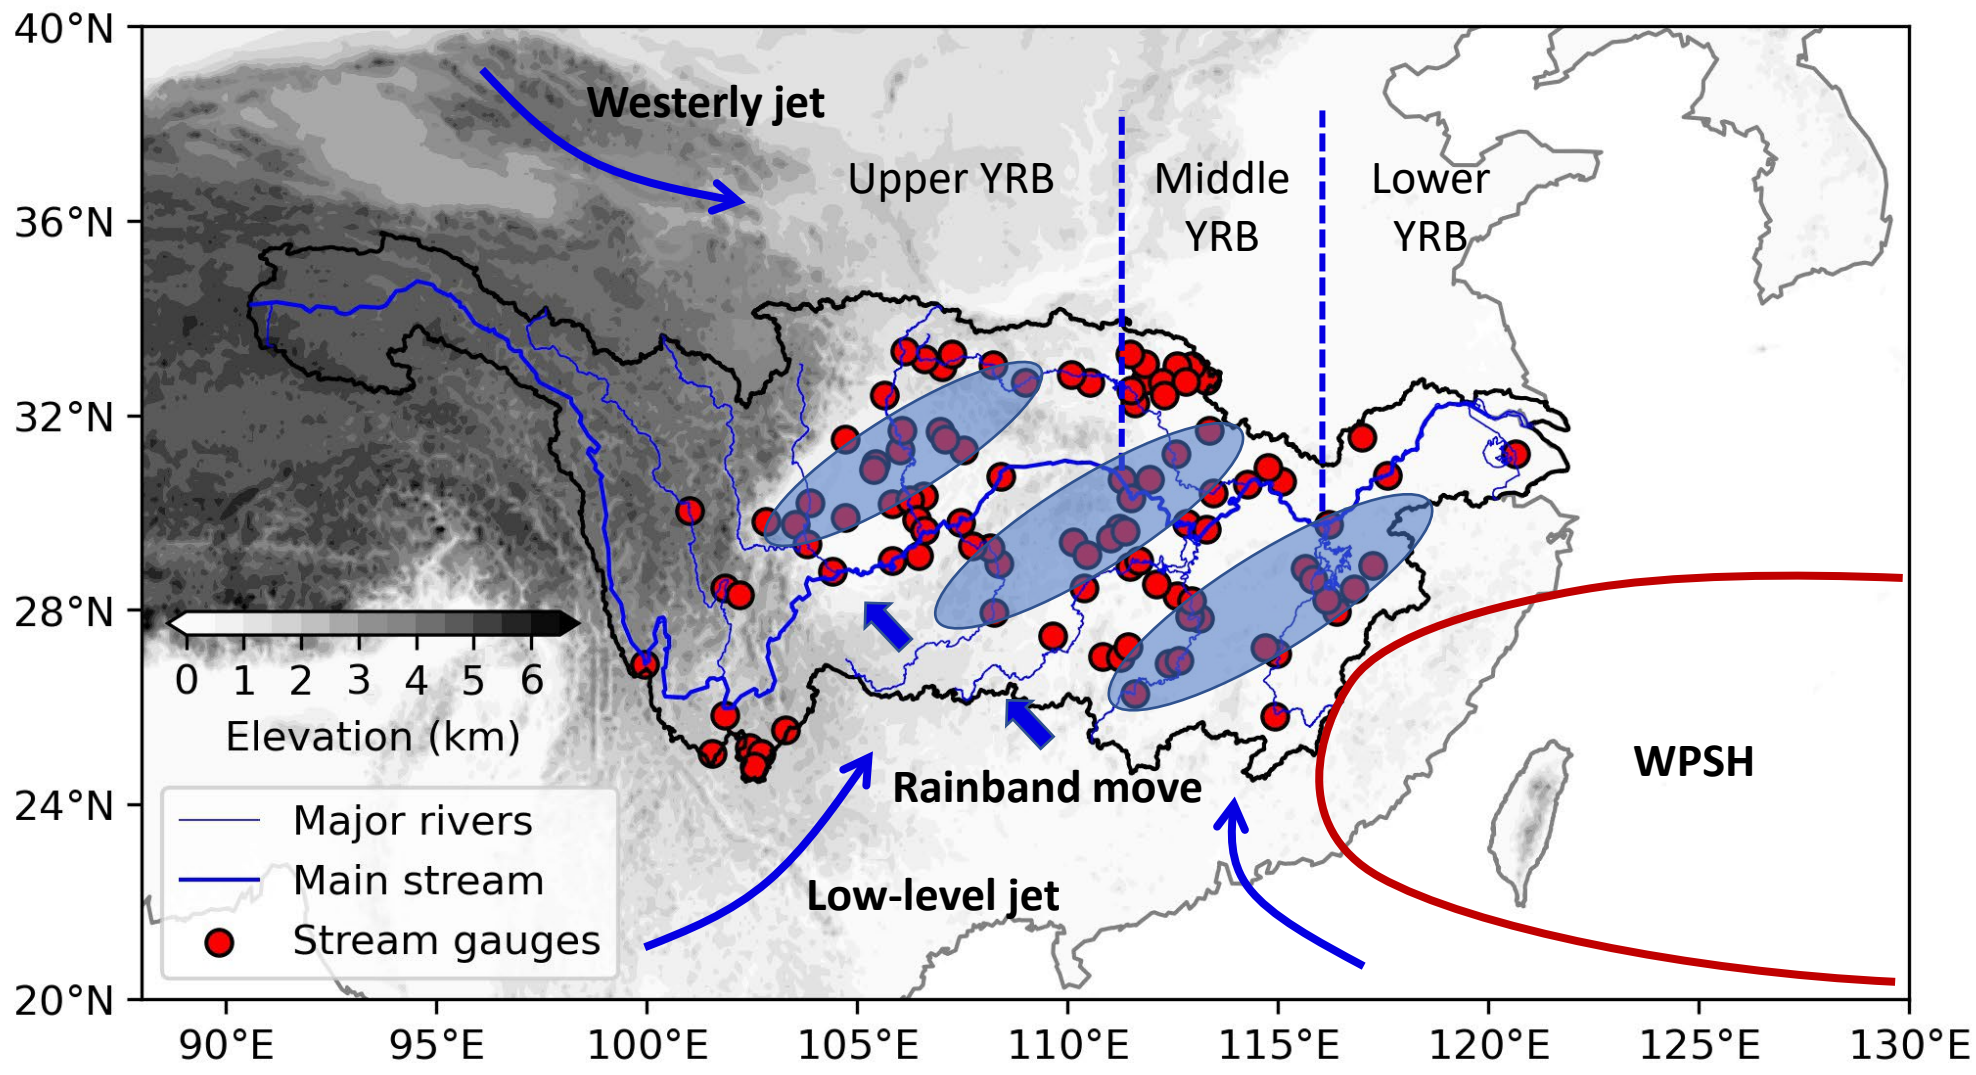 40°N
36°N
32°N
28°N
24°N
20°N
Westerly jet
Upper YRB
Middle
YRB
Lower
YRB
0 1 2 3 4 5 6
Elevation (km)
Rainband move
WPSH
Low-level jet
Major rivers
Main stream
Stream gauges
90°E 95°E 100°E 105°E 110°E 115°E 120°E 125°E 130°E